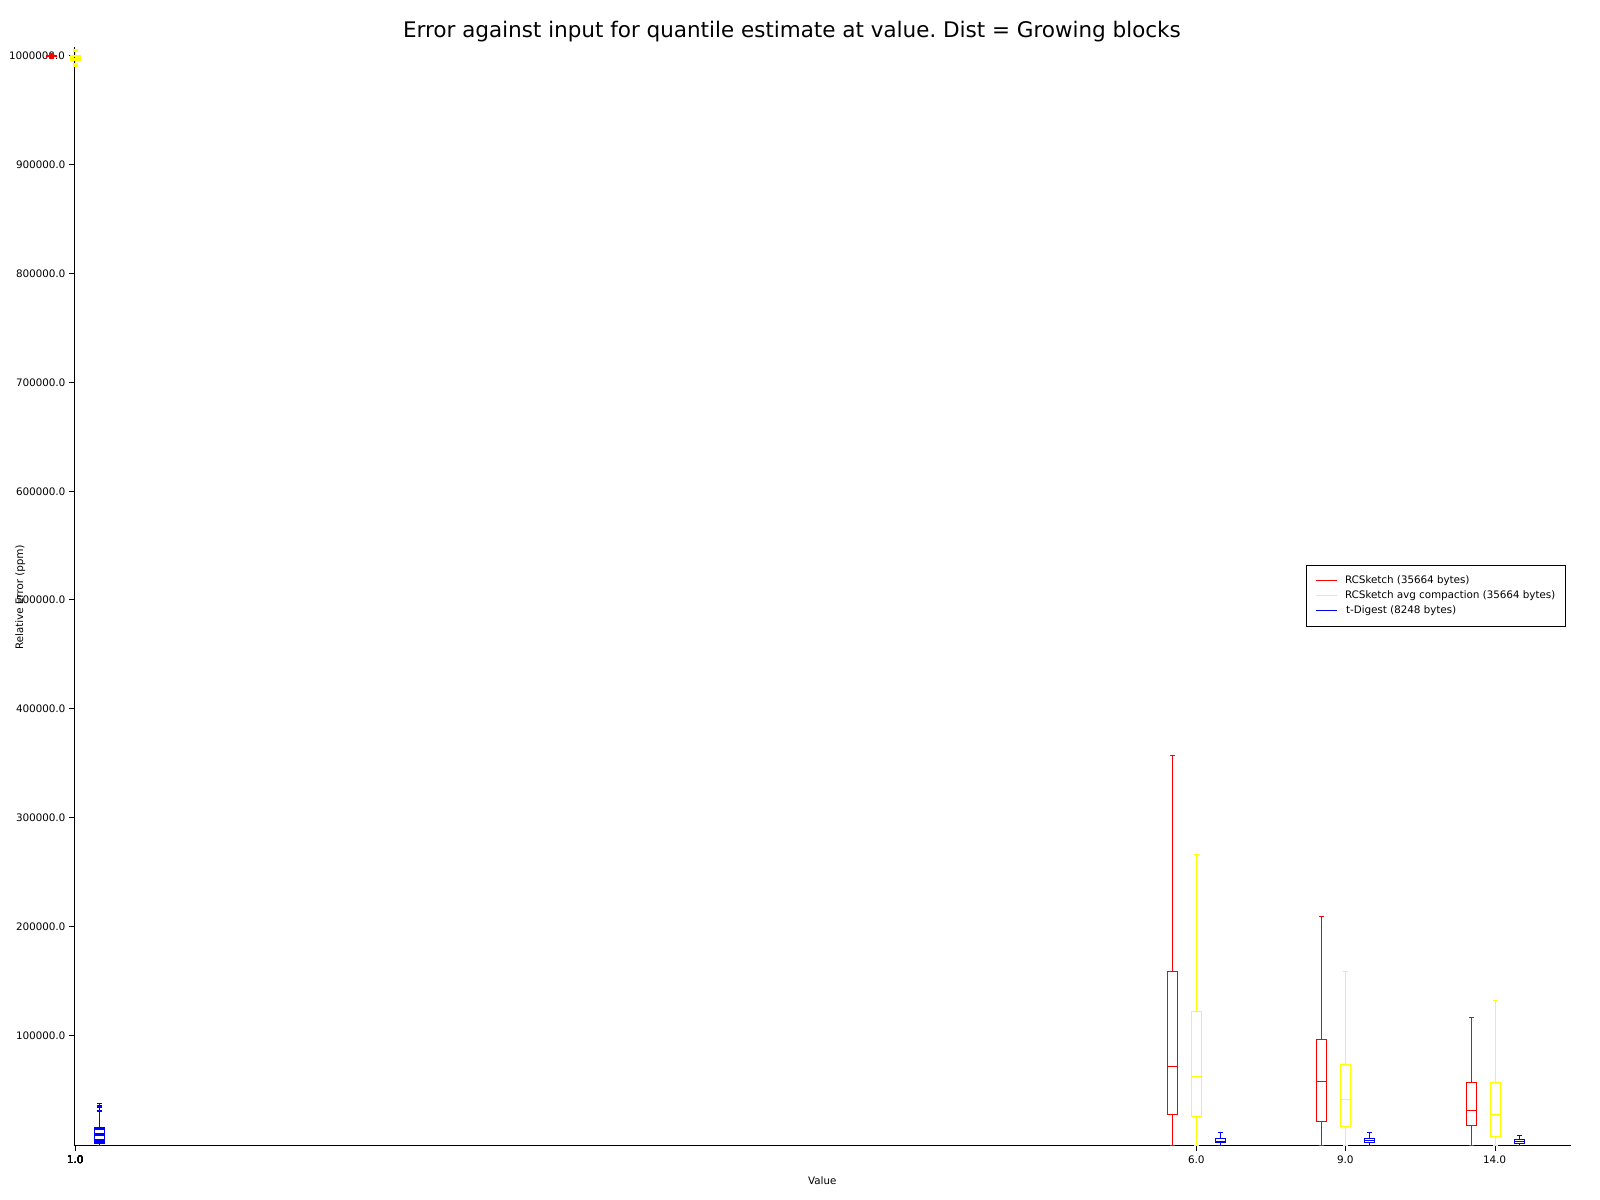 Error against input for quantile estimate at value. Dist = Growing blocks
1000000.0
900000.0
800000.0
700000.0
600000.0
500000.0
400000.0
300000.0
200000.0
100000.0
Relative Error (ppm)
RCSketch (35664 bytes)
RCSketch avg compaction (35664 bytes)
t-Digest (8248 bytes)
1.0
6.0
9.0
14.0
Value